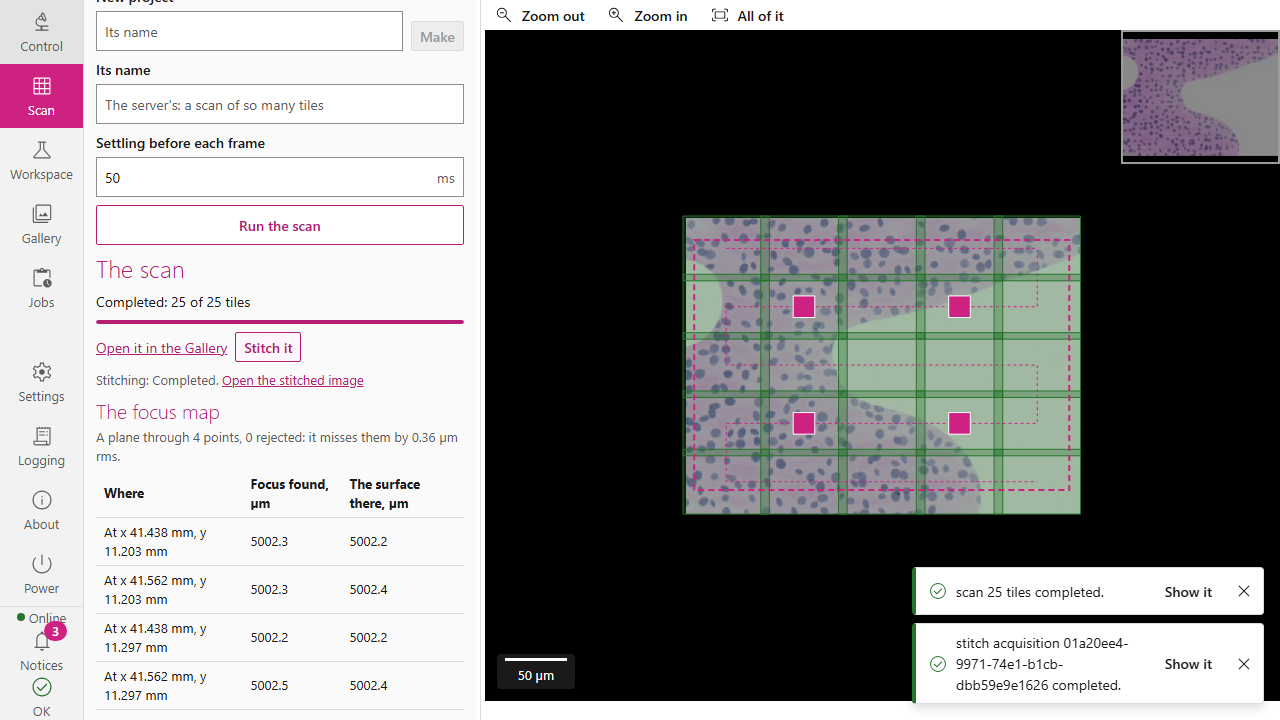 Control
Scan
Workspace
Gallery
Jobs
Settings
Logging
About
Power
Online
3
Notices
OK
New project
Its name
Make
Its name
The server's: a scan of so many tiles
Settling before each frame
50 ms
Run the scan
The scan
Completed: 25 of 25 tiles
Open it in the Gallery Stitch it
Stitching: Completed. Open the stitched image
The focus map
A plane through 4 points, 0 rejected: it misses them by 0.36 µm
rms.
Where Focus found, µm The surface there, µm
At x 41.438 mm, y 11.203 mm 5002.3 5002.2
At x 41.562 mm, y 11.203 mm 5002.3 5002.4
At x 41.438 mm, y 11.297 mm 5002.2 5002.2
At x 41.562 mm, y 11.297 mm 5002.5 5002.4
Zoom out Zoom in All of it
50 µm
scan 25 tiles completed. Show it
stitch acquisition 01a20ee4-
9971-74e1-b1cb-
dbb59e9e1626 completed. Show it